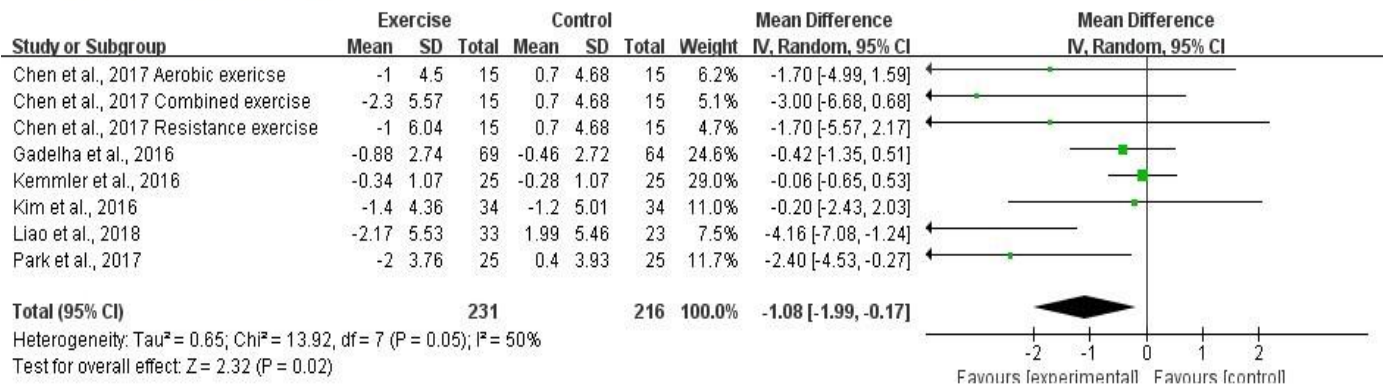 Exercise Control Mean Difference Mean Difference
Study or Subgroup Mean SD Total Mean SD Total Weight IV, Random, 95% CI IV, Random, 95% CI
Chen et al., 2017 Aerobic exericse -1 4.5 15 0.7 4.68 15 6.2% -1.70 [-4.99, 1.59]
Chen et al., 2017 Combined exercise -2.3 5.57 15 0.7 4.68 15 5.1% -3.00 [-6.68, 0.68]
Chen et al., 2017 Resistance exercise -1 6.04 15 0.7 4.68 15 4.7% -1.70 [-5.57, 2.17]
Gadelha et al., 2016 -0.88 2.74 69 -0.46 2.72 64 24.6% -0.42 [-1.35, 0.51]
Kemmler et al., 2016 -0.34 1.07 25 -0.28 1.07 25 29.0% -0.06 [-0.65, 0.53]
Kim et al., 2016 -1.4 4.36 34 -1.2 5.01 34 11.0% -0.20 [-2.43, 2.03]
Liao et al., 2018 -2.17 5.53 33 1.99 5.46 23 7.5% -4.16 [-7.08, -1.24]
Park et al., 2017 -2 3.76 25 0.4 3.93 25 11.7% -2.40 [-4.53, -0.27]
Total (95% CI) 231 216 100.0% -1.08 [-1.99, -0.17]
Heterogeneity: Tau² = 0.65; Chi² = 13.92, df = 7 (P = 0.05); I² = 50%
Test for overall effect: Z = 2.32 (P = 0.02)
-2 -1 0 1 2
Favours [experimental] Favours [control]